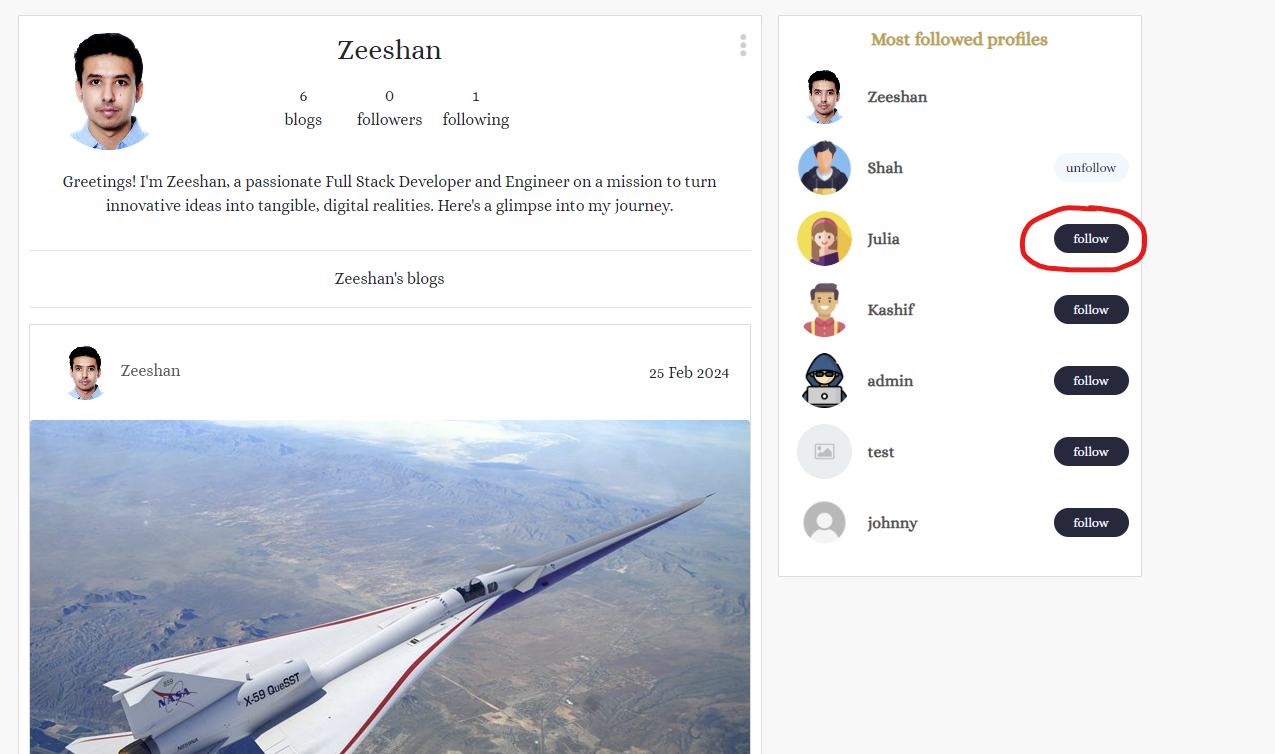 Zeeshan
6 0 1
blogs followers following
Greetings! I'm Zeeshan, a passionate Full Stack Developer and Engineer on a mission to turn
innovative ideas into tangible, digital realities. Here's a glimpse into my journey.
Zeeshan's blogs
Zeeshan 25 Feb 2024
859
NASA
X-59 QueSST
Most followed profiles
Zeeshan
Shah unfollow
Julia follow
Kashif follow
admin follow
test follow
johnny follow